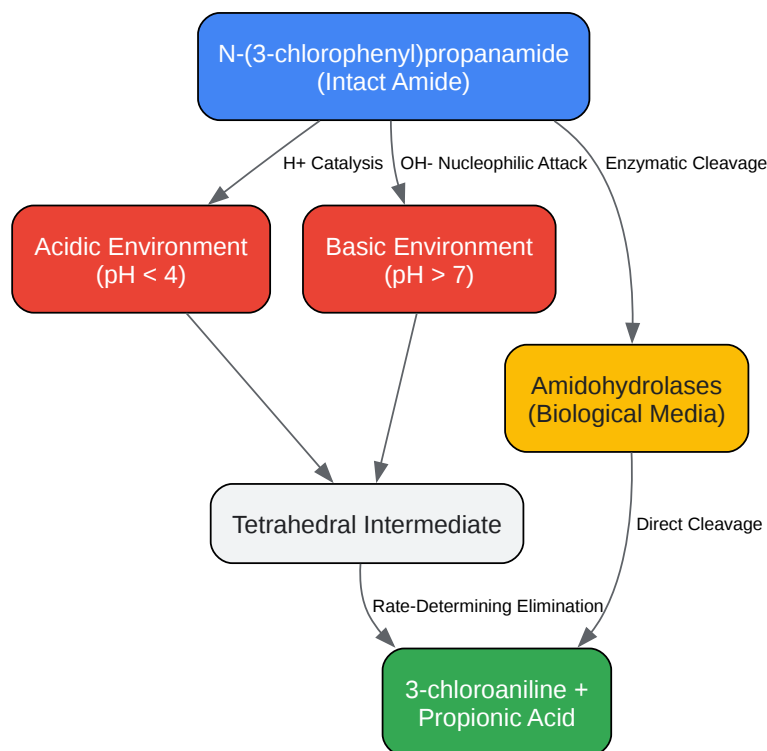 N-(3-chlorophenyl)propanamide
(Intact Amide)
H+ Catalysis
OH- Nucleophilic Attack
Enzymatic Cleavage
Acidic Environment
(pH < 4)
Basic Environment
(pH > 7)
Amidohydrolases
(Biological Media)
Tetrahedral Intermediate
Direct Cleavage
Rate-Determining Elimination
3-chloroaniline +
Propionic Acid